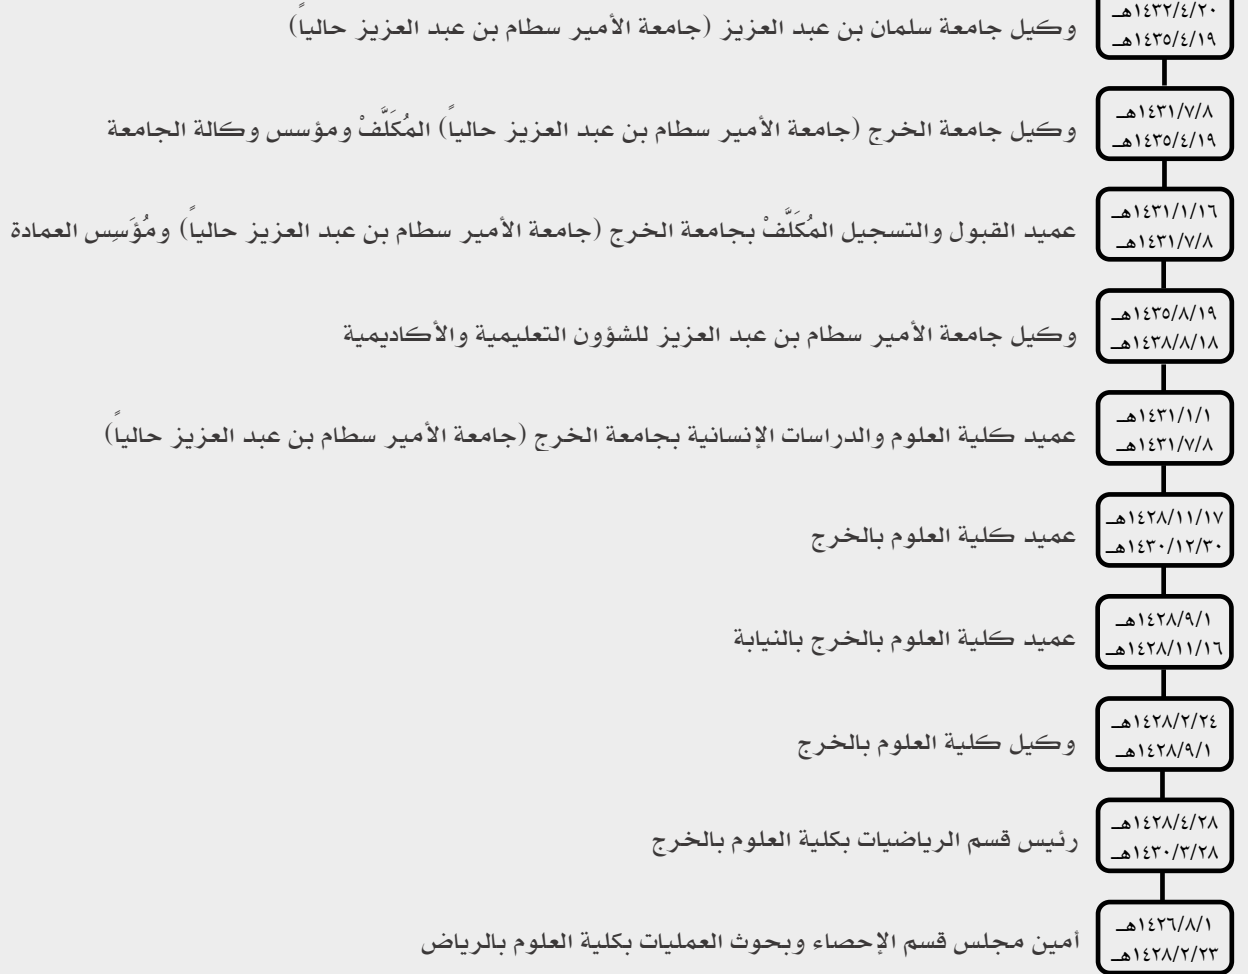 ١٤٣٢/٤/٢٠هـ
١٤٣٥/٤/١٩هـ
وكيل جامعة سلمان بن عبد العزيز (جامعة الأمير سطام بن عبد العزيز حالياً)
١٤٣١/٧/٨هـ
١٤٣٥/٤/١٩هـ
وكيل جامعة الخرج (جامعة الأمير سطام بن عبد العزيز حالياً) المُكَلَّفْ ومؤسس وكالة الجامعة
١٤٣١/١/١٦هـ
١٤٣١/٧/٨هـ
عميد القبول والتسجيل المُكَلَّفْ بجامعة الخرج (جامعة الأمير سطام بن عبد العزيز حالياً) ومُؤَسِس العمادة
١٤٣٥/٨/١٩هـ
١٤٣٨/٨/١٨هـ
وكيل جامعة الأمير سطام بن عبد العزيز للشؤون التعليمية والأكاديمية
١٤٣١/١/١هـ
١٤٣١/٧/٨هـ
عميد كلية العلوم والدراسات الإنسانية بجامعة الخرج (جامعة الأمير سطام بن عبد العزيز حالياً)
١٤٢٨/١١/١٧هـ
١٤٣٠/١٢/٣٠هـ
عميد كلية العلوم بالخرج
١٤٢٨/٩/١هـ
١٤٢٨/١١/١٦هـ
عميد كلية العلوم بالخرج بالنيابة
١٤٢٨/٢/٢٤هـ
١٤٢٨/٩/١هـ
وكيل كلية العلوم بالخرج
١٤٢٨/٤/٢٨هـ
١٤٣٠/٣/٢٨هـ
رئيس قسم الرياضيات بكلية العلوم بالخرج
١٤٢٦/٨/١هـ
١٤٢٨/٢/٢٣هـ
أمين مجلس قسم الإحصاء وبحوث العمليات بكلية العلوم بالرياض